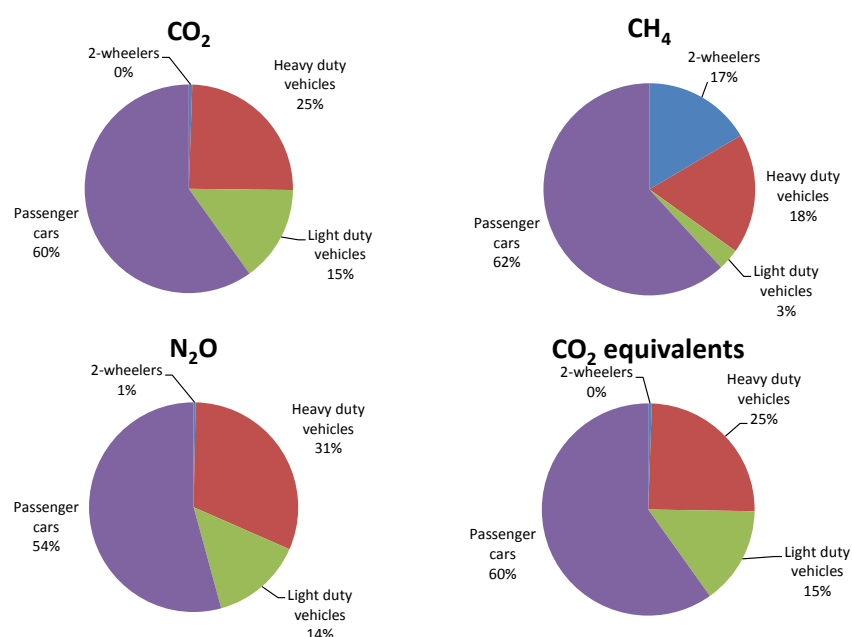 CO₂
2-wheelers
0%
Heavy duty
vehicles
25%
Light duty
vehicles
15%
Passenger
cars
60%
CH₄
2-wheelers
17%
Heavy duty
vehicles
18%
Light duty
vehicles
3%
Passenger
cars
62%
N₂O
2-wheelers
1%
Heavy duty
vehicles
31%
Light duty
vehicles
14%
Passenger
cars
54%
CO₂ equivalents
2-wheelers
0%
Heavy duty
vehicles
25%
Light duty
vehicles
15%
Passenger
cars
60%